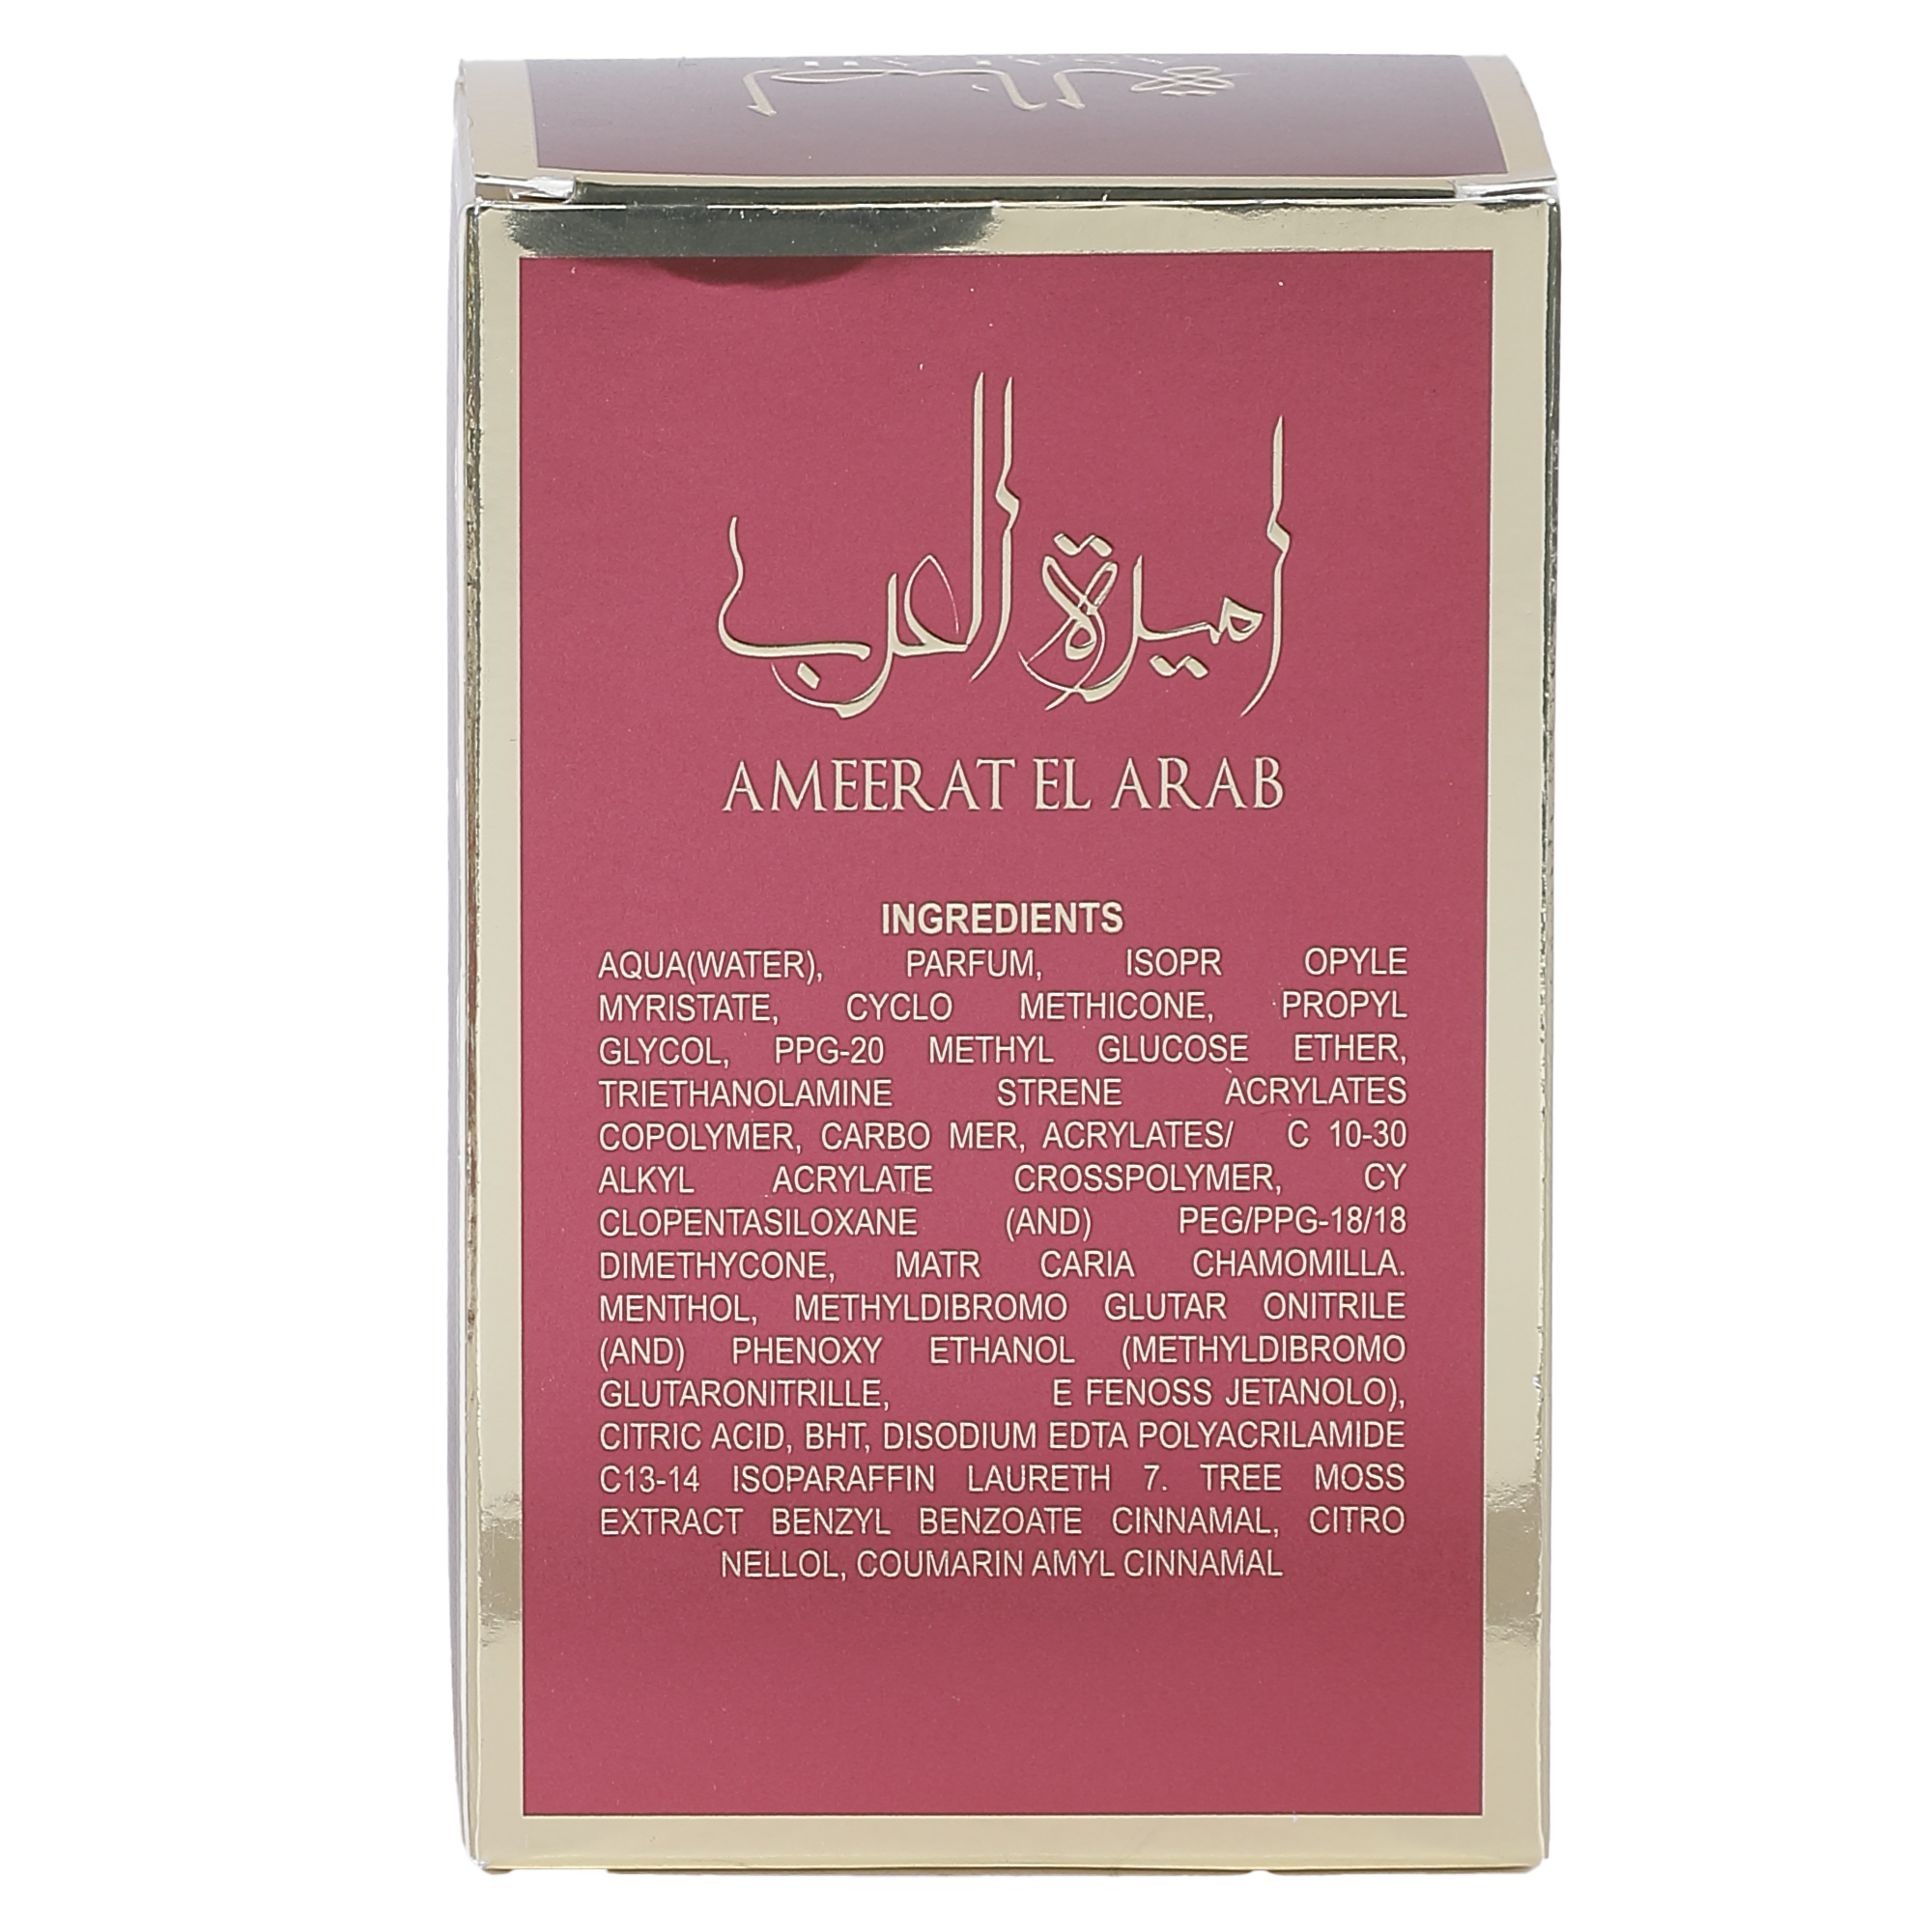 اميرة العرب
AMEERAT EL ARAB
INGREDIENTS
AQUA(WATER), PARFUM, ISOPR OPYLE
MYRISTATE, CYCLO METHICONE, PROPYL
GLYCOL, PPG-20 METHYL GLUCOSE ETHER,
TRIETHANOLAMINE STRENE ACRYLATES
COPOLYMER, CARBO MER, ACRYLATES/ C 10-30
ALKYL ACRYLATE CROSSPOLYMER, CY
CLOPENTASILOXANE (AND) PEG/PPG-18/18
DIMETHYCONE, MATR CARIA CHAMOMILLA.
MENTHOL, METHYLDIBROMO GLUTAR ONITRILE
(AND) PHENOXY ETHANOL (METHYLDIBROMO
GLUTARONITRILLE, E FENOSS JETANOLO),
CITRIC ACID, BHT, DISODIUM EDTA POLYACRILAMIDE
C13-14 ISOPARAFFIN LAURETH 7. TREE MOSS
EXTRACT BENZYL BENZOATE CINNAMAL, CITRO
NELLOL, COUMARIN AMYL CINNAMAL